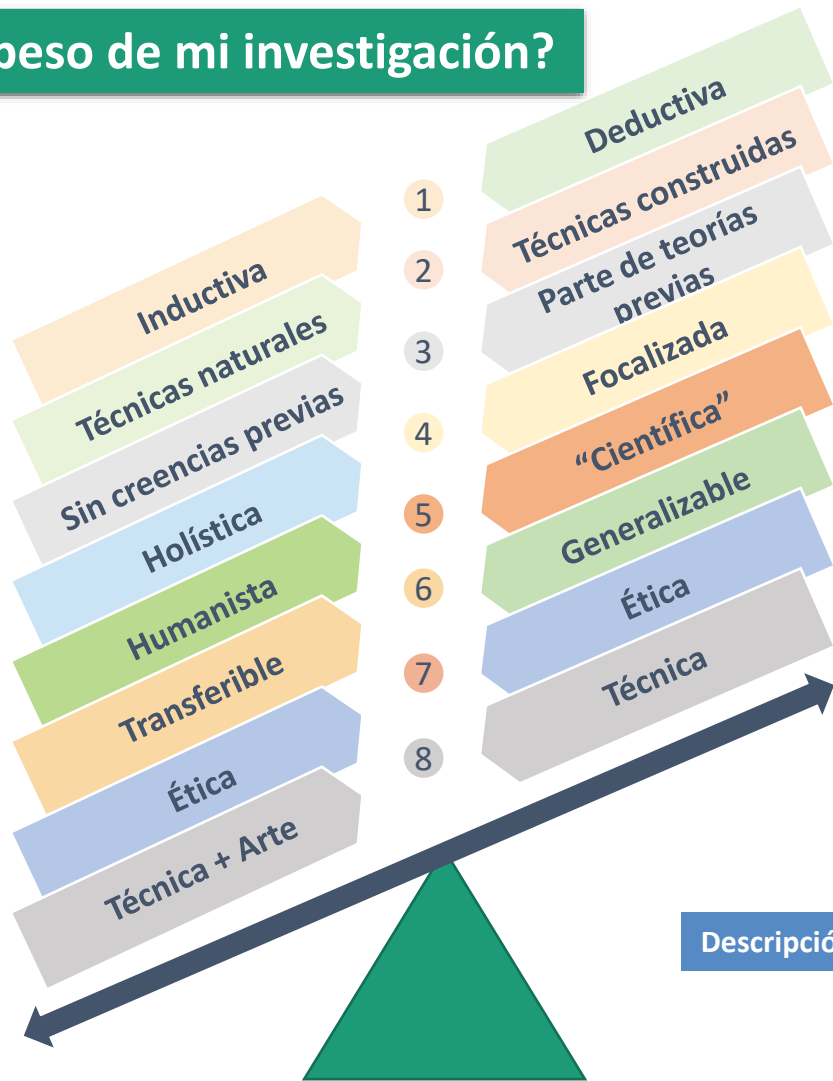 peso de mi investigación?
Inductiva
Técnicas naturales
Sin creencias previas
Holística
Humanista
Transferible
Ética
Técnica + Arte
1
2
3
4
5
6
7
8
Deductiva
Técnicas construidas
Parte de teorías
previas
Focalizada
“Científica”
Generalizable
Ética
Técnica
Descripció